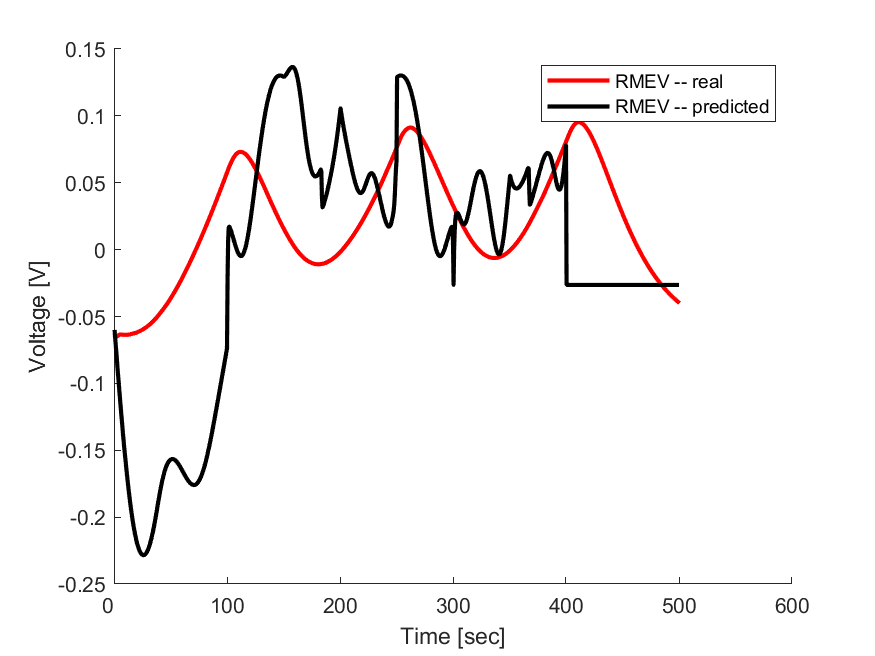 0.15
0.1
0.05
0
-0.05
-0.1
-0.15
-0.2
-0.25
0 100 200 300 400 500 600
Time [sec]
Voltage [V]
RMEV -- real
RMEV -- predicted